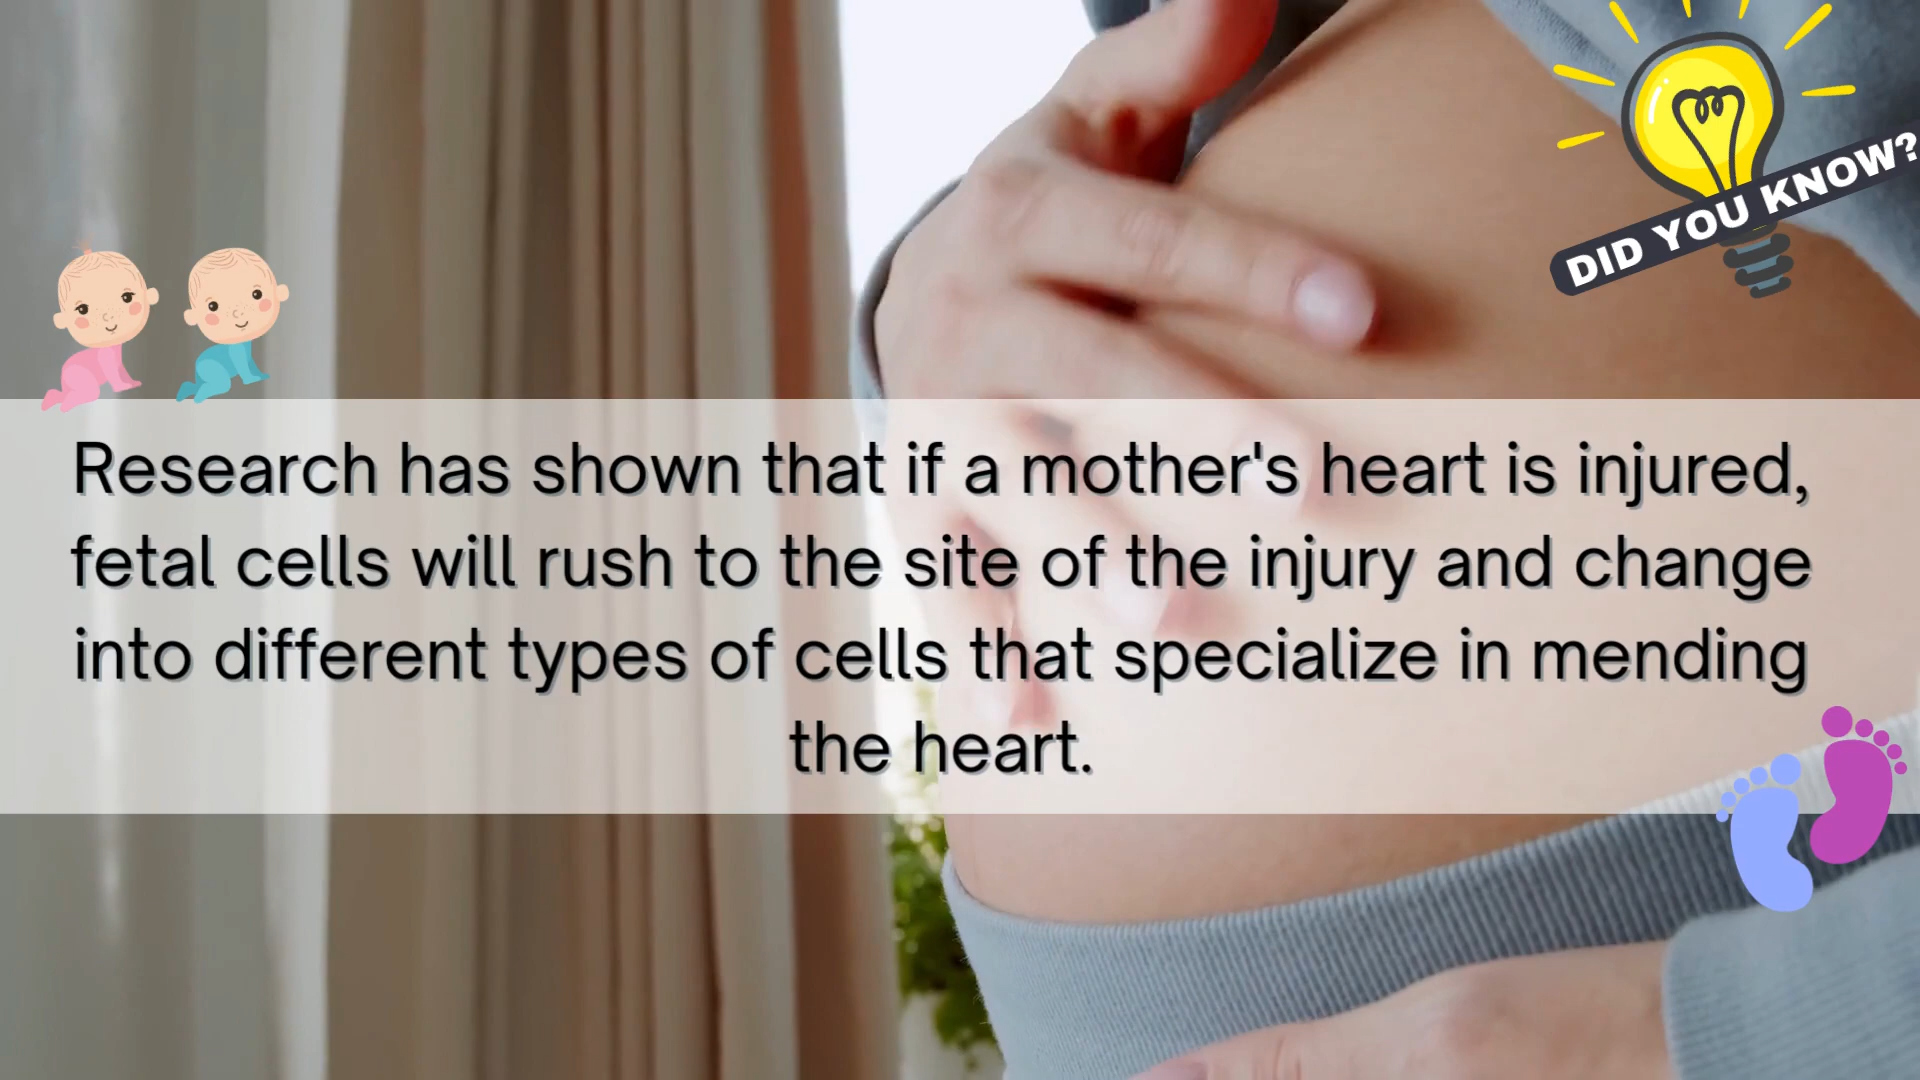 DID YOU KNOW?
Research has shown that if a mother's heart is injured,
fetal cells will rush to the site of the injury and change
into different types of cells that specialize in mending
the heart.